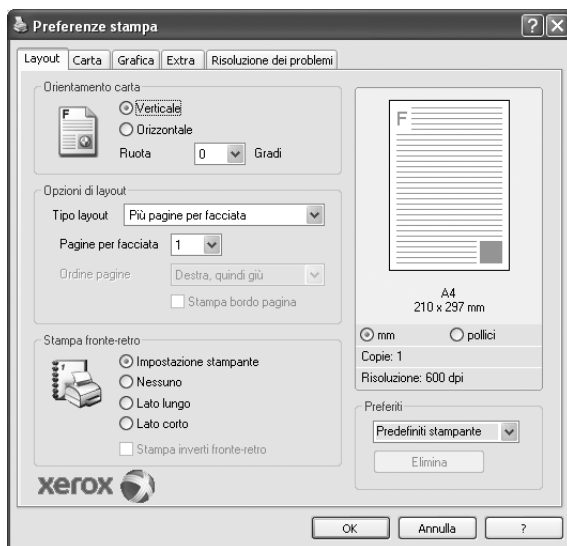 Preferenze stampa
Layout Carta Grafica Extra Risoluzione dei problemi
Orientamento carta
F
Verticale
Orizzontale
Ruota 0 Gradi
Opzioni di layout
Tipo layout Più pagine per facciata
Pagine per facciata 1
Ordine pagine Destra, quindi giù
Stampa bordo pagina
Stampa fronte-retro
Impostazione stampante
Nessuno
Lato lungo
Lato corto
Stampa inverti fronte-retro
xerox
F
A4
210 x 297 mm
mm pollici
Copie: 1
Risoluzione: 600 dpi
Preferiti
Predefiniti stampante
Elimina
OK Annulla ?